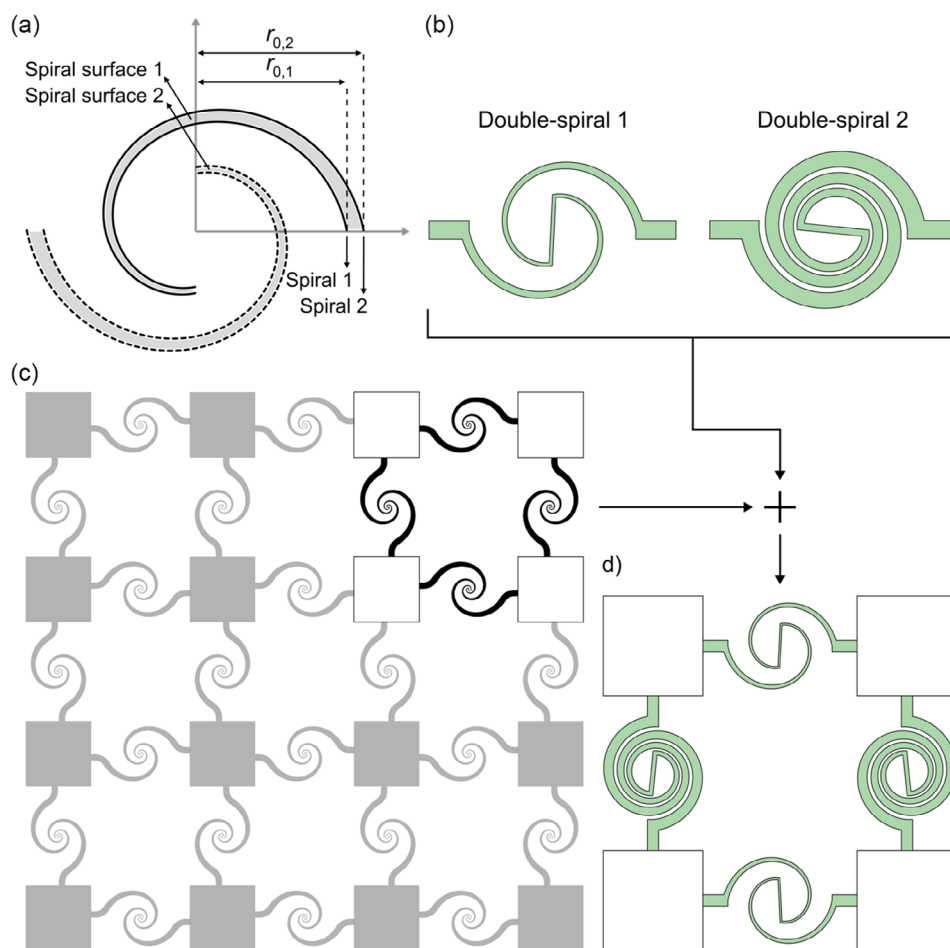 (a)
r0,2
r0,1
Spiral surface 1
Spiral surface 2
Spiral 1
Spiral 2
(b)
Double-spiral 1
Double-spiral 2
(c)
d)